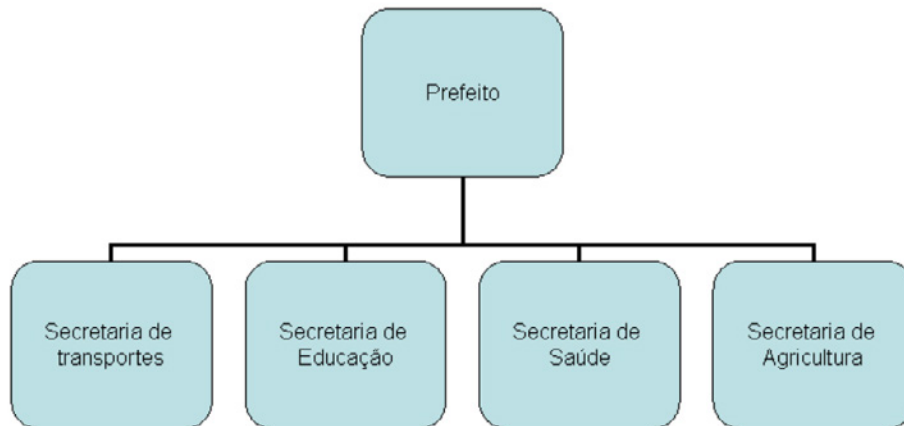 Prefeito
Secretaria de
transportes
Secretaria de
Educação
Secretaria de
Saúde
Secretaria de
Agricultura